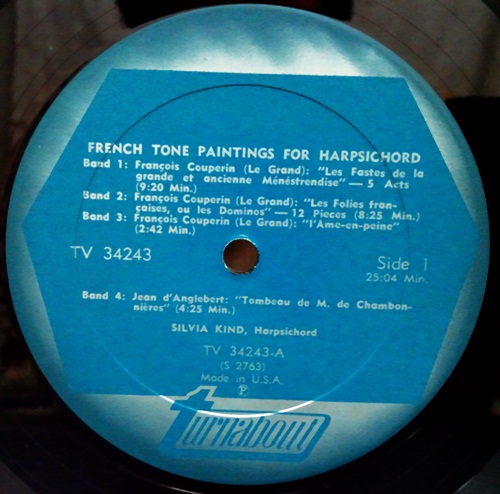 FRENCH TONE PAINTINGS FOR HARPSICHORD
Band 1: François Couperin (Le Grand): "Les Fastes de la
grande et ancienne Ménéstrendise" — 5 Acts
(9:20 Min.)
Band 2: François Couperin (Le Grand): "Les Folies fran-
çaises, ou les Dominos" — 12 Pieces (8:25 Min.)
Band 3: François Couperin (Le Grand): "l'Ame-en-peine"
(2:42 Min.)
TV 34243
Side 1
25:04 Min.
Band 4: Jean d'Anglebert: "Tombeau de M. de Chambon-
nières" (4:25 Min.)
SILVIA KIND, Harpsichord
TV 34243-A
(S 2763)
Made in U.S.A.
℗
Turnabout